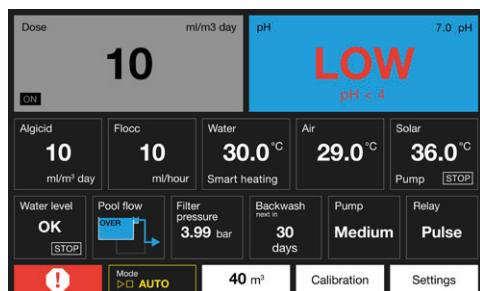 Dose ml/m3 day
10
ON
pH 7.0 pH
LOW
pH < 4
Algicid
10
ml/m³ day
Flocc
10
ml/hour
Water
30.0 °C
Smart heating
Air
29.0 °C
Solar
36.0 °C
Pump STOP
Water level
OK
STOP
Pool flow
OVER
Filter
pressure
3.99 bar
Backwash
next in
30
days
Pump
Medium
Relay
Pulse
!
Mode
AUTO
40 m³
Calibration
Settings